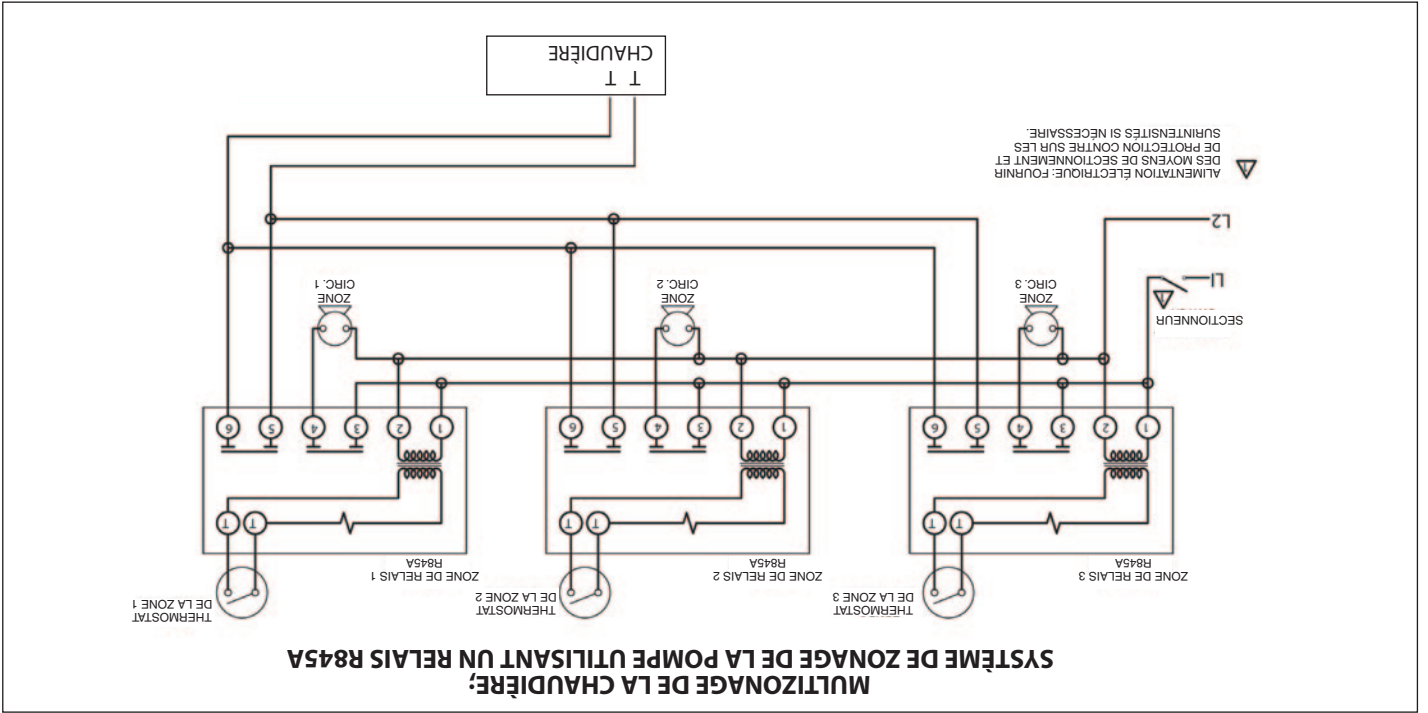 MULTIZONAGE DE LA CHAUDIÈRE;
SYSTÈME DE ZONAGE DE LA POMPE UTILISANT UN RELAIS R845A
THERMOSTAT
DE LA ZONE 3
THERMOSTAT
DE LA ZONE 2
THERMOSTAT
DE LA ZONE 1
ZONE DE RELAIS 3
R845A
ZONE DE RELAIS 2
R845A
ZONE DE RELAIS 1
R845A
T T
T T
T T
1 2 3 4 5 6
1 2 3 4 5 6
1 2 3 4 5 6
SECTIONNEUR
1
L1
L2
ZONE
CIRC. 3
ZONE
CIRC. 2
ZONE
CIRC. 1
1
ALIMENTATION ÉLECTRIQUE: FOURNIR
DES MOYENS DE SECTIONNEMENT ET
DE PROTECTION CONTRE SUR LES
SURINTENSITÉS SI NÉCESSAIRE.
T T
CHAUDIÈRE